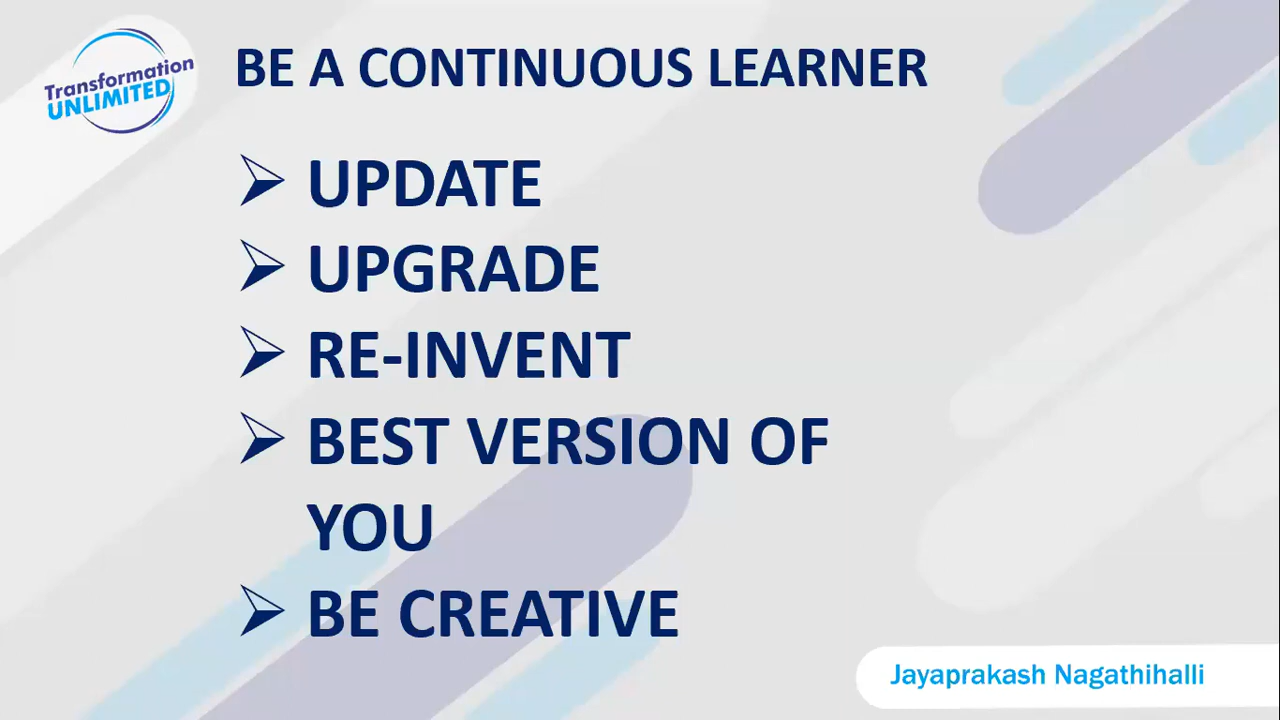 Transformation
UNLIMITED
BE A CONTINUOUS LEARNER
➢ UPDATE
➢ UPGRADE
➢ RE-INVENT
➢ BEST VERSION OF
YOU
➢ BE CREATIVE
Jayaprakash Nagathihalli